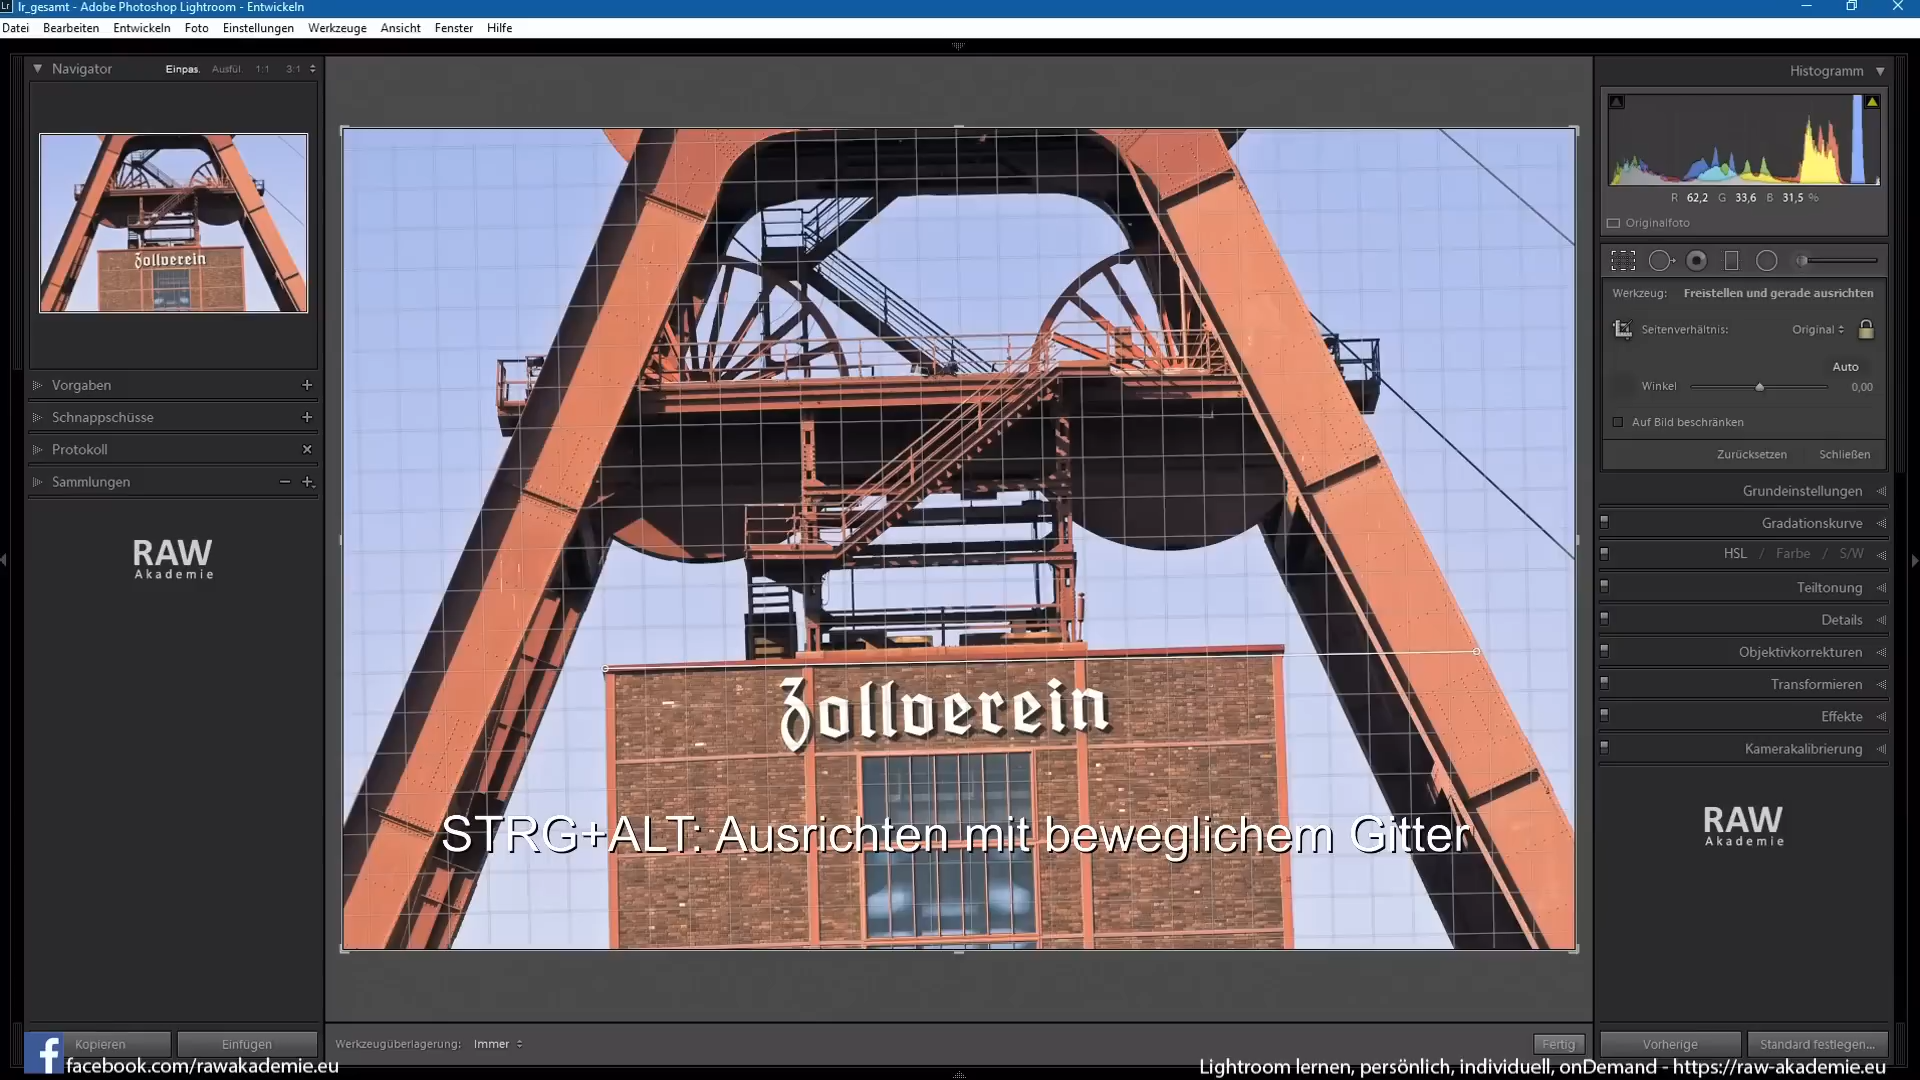 lr_gesamt - Adobe Photoshop Lightroom - Entwickeln
Datei Bearbeiten Entwickeln Foto Einstellungen Werkzeuge Ansicht Fenster Hilfe
Navigator Einpas. Ausfül. 1:1 3:1
Zollverein
Vorgaben
Schnappschüsse
Protokoll
Sammlungen
RAW
Akademie
Zollverein
STRG+ALT: Ausrichten mit beweglichem Gitter
Histogramm
R 62,2 G 33,6 B 31,5 %
Originalfoto
Werkzeug: Freistellen und gerade ausrichten
Seitenverhältnis: Original
Auto
Winkel 0,00
Auf Bild beschränken
Zurücksetzen Schließen
Grundeinstellungen
Gradationskurve
HSL / Farbe / S/W
Teiltonung
Details
Objektivkorrekturen
Transformieren
Effekte
Kamerakalibrierung
RAW
Akademie
Kopieren Einfügen
Werkzeugüberlagerung: Immer
Fertig
Vorherige Standard festlegen...
facebook.com/rawakademie.eu
Lightroom lernen, persönlich, individuell, onDemand - https://raw-akademie.eu